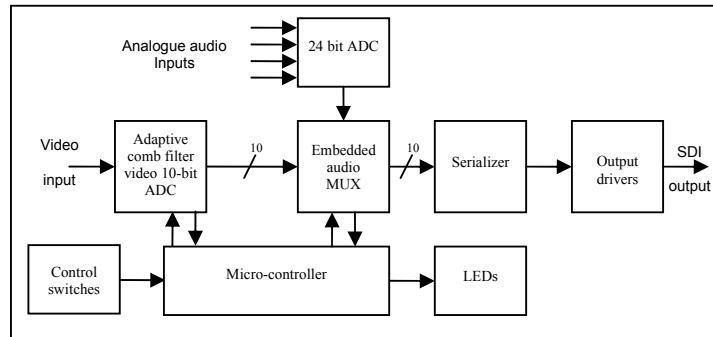 Analogue audio
Inputs
24 bit ADC
Video
input
Adaptive
comb filter
video 10-bit
ADC
10
Embedded
audio
MUX
10
Serializer
Output
drivers
SDI
output
Control
switches
Micro-controller
LEDs